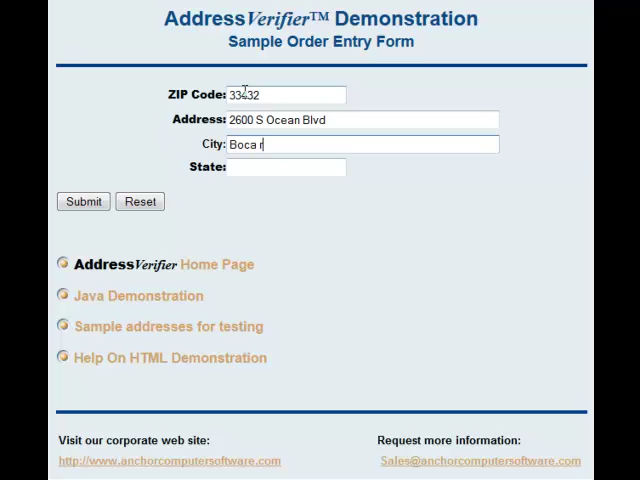 AddressVerifier™ Demonstration
Sample Order Entry Form
ZIP Code: 33432
Address: 2600 S Ocean Blvd
City: Boca r
State:
Submit Reset
AddressVerifier Home Page
Java Demonstration
Sample addresses for testing
Help On HTML Demonstration
Visit our corporate web site: Request more information:
http://www.anchorcomputersoftware.com Sales@anchorcomputersoftware.com